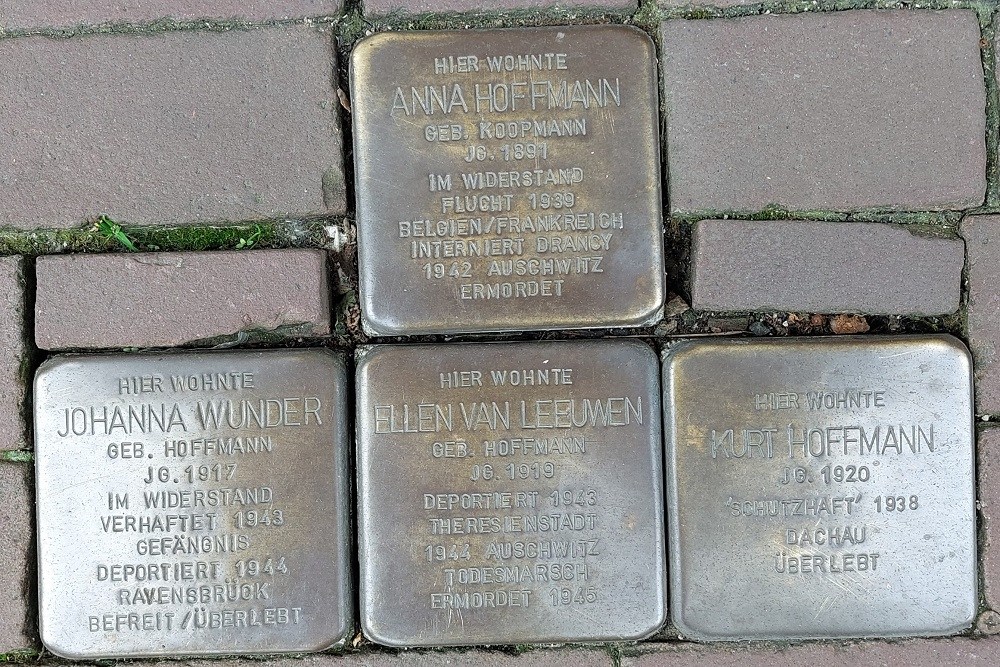 HIER WOHNTE
ANNA HOFFMANN
GEB. KOOPMANN
JG. 1891
IM WIDERSTAND
FLUCHT 1939
BELGIEN/FRANKREICH
INTERNIERT DRANCY
1942 AUSCHWITZ
ERMORDET
HIER WOHNTE
JOHANNA WUNDER
GEB. HOFFMANN
JG. 1917
IM WIDERSTAND
VERHAFTET 1943
GEFÄNGNIS
DEPORTIERT 1944
RAVENSBRÜCK
BEFREIT/ÜBERLEBT
HIER WOHNTE
ELLEN VAN LEEUWEN
GEB. HOFFMANN
JG. 1919
DEPORTIERT 1943
THERESIENSTADT
1944 AUSCHWITZ
TODESMARSCH
ERMORDET 1945
HIER WOHNTE
KURT HOFFMANN
JG. 1920
'SCHUTZHAFT' 1938
DACHAU
ÜBERLEBT